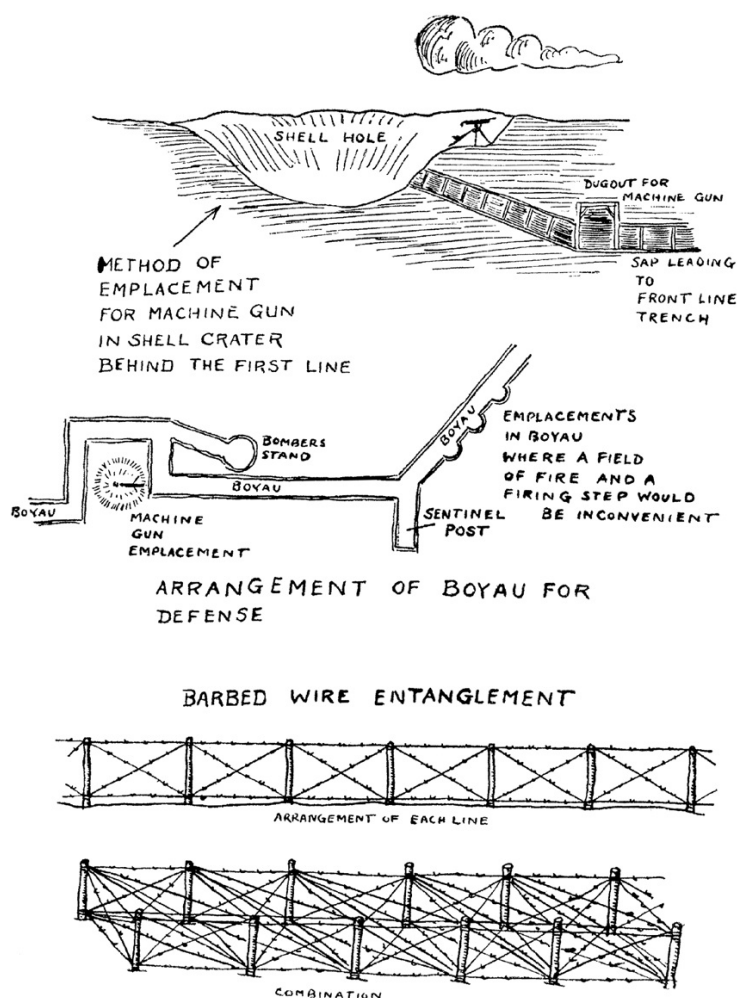 SHELL HOLE
DUGOUT FOR
MACHINE GUN
SAP LEADING
TO
FRONT LINE
TRENCH
METHOD OF
EMPLACEMENT
FOR MACHINE GUN
IN SHELL CRATER
BEHIND THE FIRST LINE
BOMBERS
STAND
BOYAU
BOYAU
BOYAU
MACHINE
GUN
EMPLACEMENT
SENTINEL
POST
EMPLACEMENTS
IN BOYAU
WHERE A FIELD
OF FIRE AND A
FIRING STEP WOULD
BE INCONVENIENT
ARRANGEMENT OF BOYAU FOR
DEFENSE
BARBED WIRE ENTANGLEMENT
ARRANGEMENT OF EACH LINE
COMBINATION